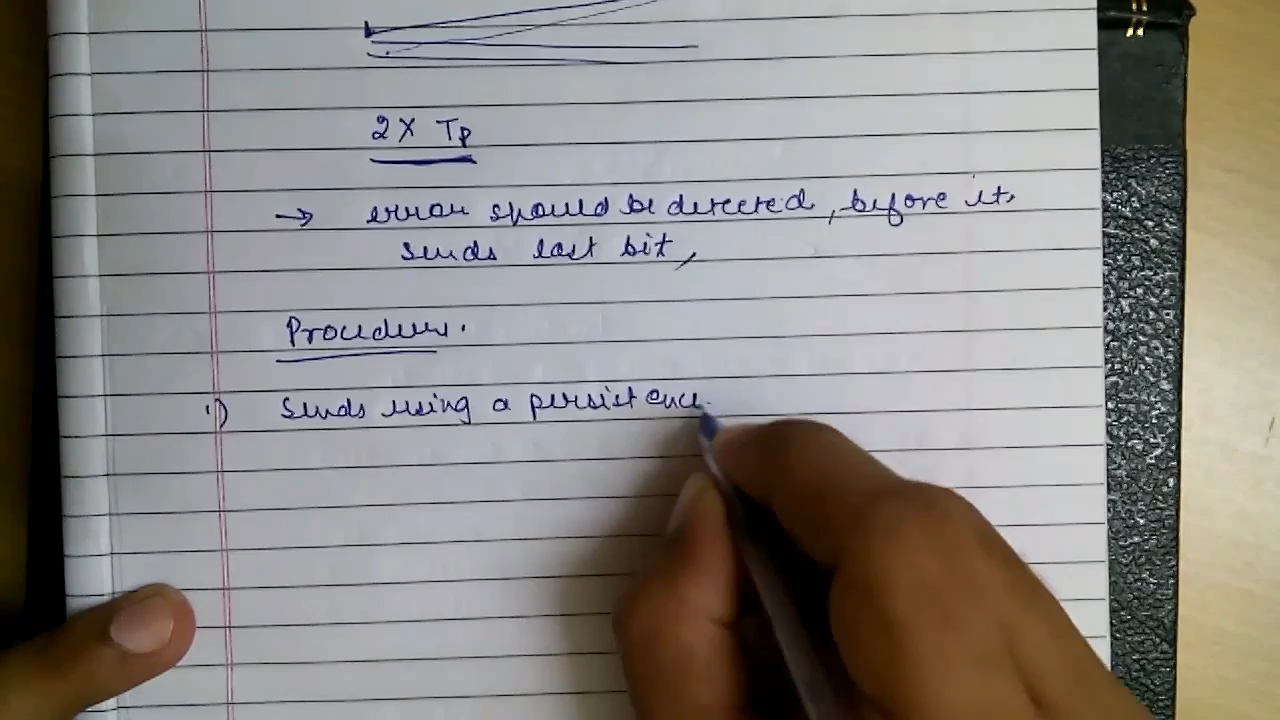 2 X Tp
→ error should be detected, before it
sends last bit,
Procedure.
1) Sends using a persistence